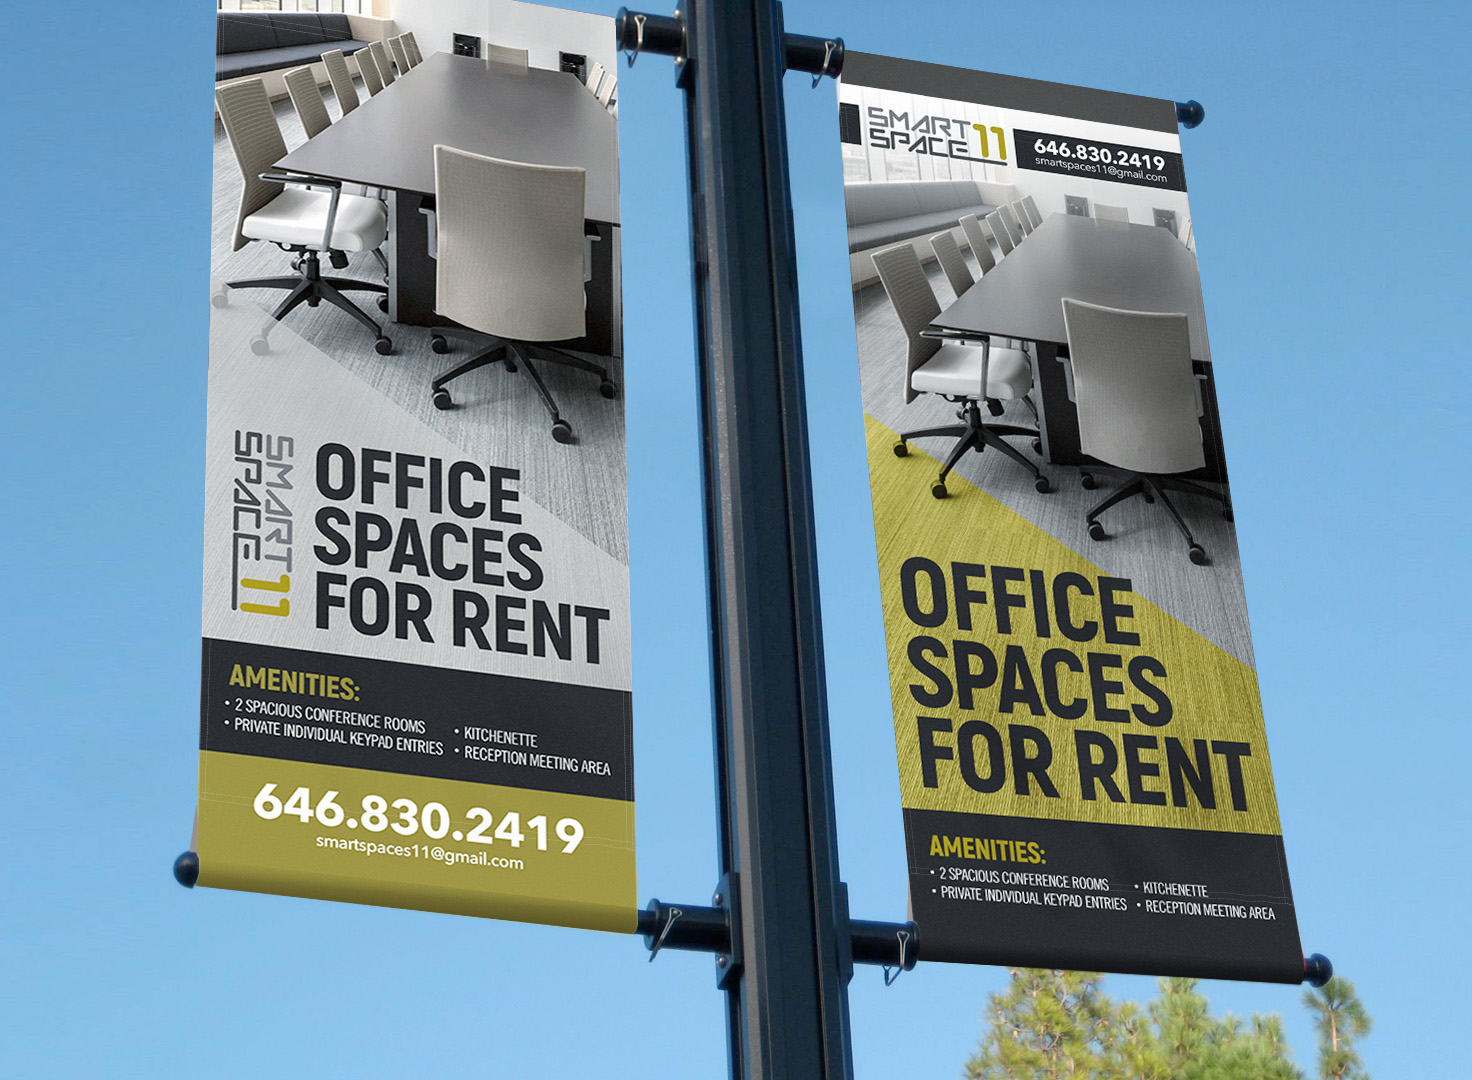 SMART
SPACE 11
OFFICE
SPACES
FOR RENT
AMENITIES:
• 2 SPACIOUS CONFERENCE ROOMS
• PRIVATE INDIVIDUAL KEYPAD ENTRIES
• KITCHENETTE
• RECEPTION MEETING AREA
646.830.2419
smartspaces11@gmail.com
SMART
SPACE 11
646.830.2419
smartspaces11@gmail.com
OFFICE
SPACES
FOR RENT
AMENITIES:
• 2 SPACIOUS CONFERENCE ROOMS
• PRIVATE INDIVIDUAL KEYPAD ENTRIES
• KITCHENETTE
• RECEPTION MEETING AREA